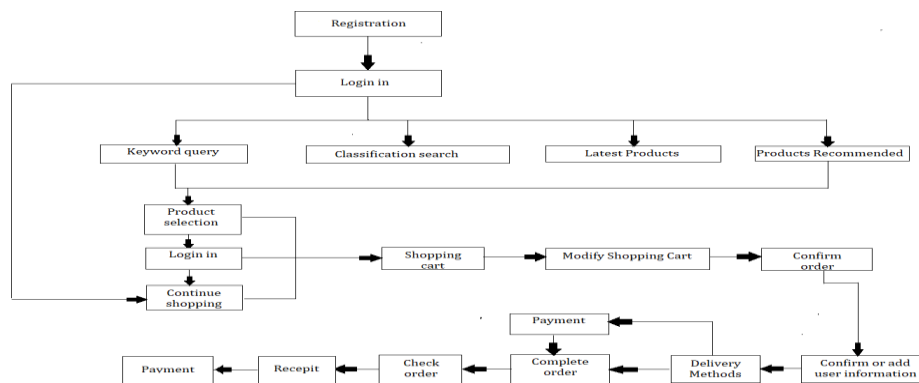 Registration
Login in
Keyword query
Classification search
Latest Products
Products Recommended
Product
selection
Login in
Continue
shopping
Shopping
cart
Modify Shopping Cart
Confirm
order
Payment
Payment
Recepit
Check
order
Complete
order
Delivery
Methods
Confirm or add
user information